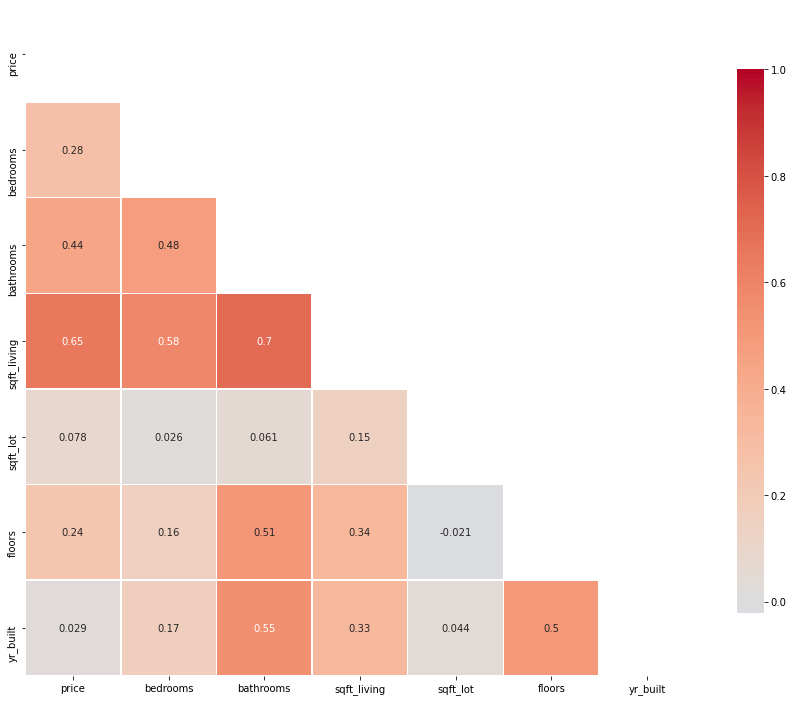 price
bedrooms 0.28
bathrooms 0.44 0.48
sqft_living 0.65 0.58 0.7
sqft_lot 0.078 0.026 0.061 0.15
floors 0.24 0.16 0.51 0.34 -0.021
yr_built 0.029 0.17 0.55 0.33 0.044 0.5
price bedrooms bathrooms sqft_living sqft_lot floors yr_built
1.0
0.8
0.6
0.4
0.2
0.0